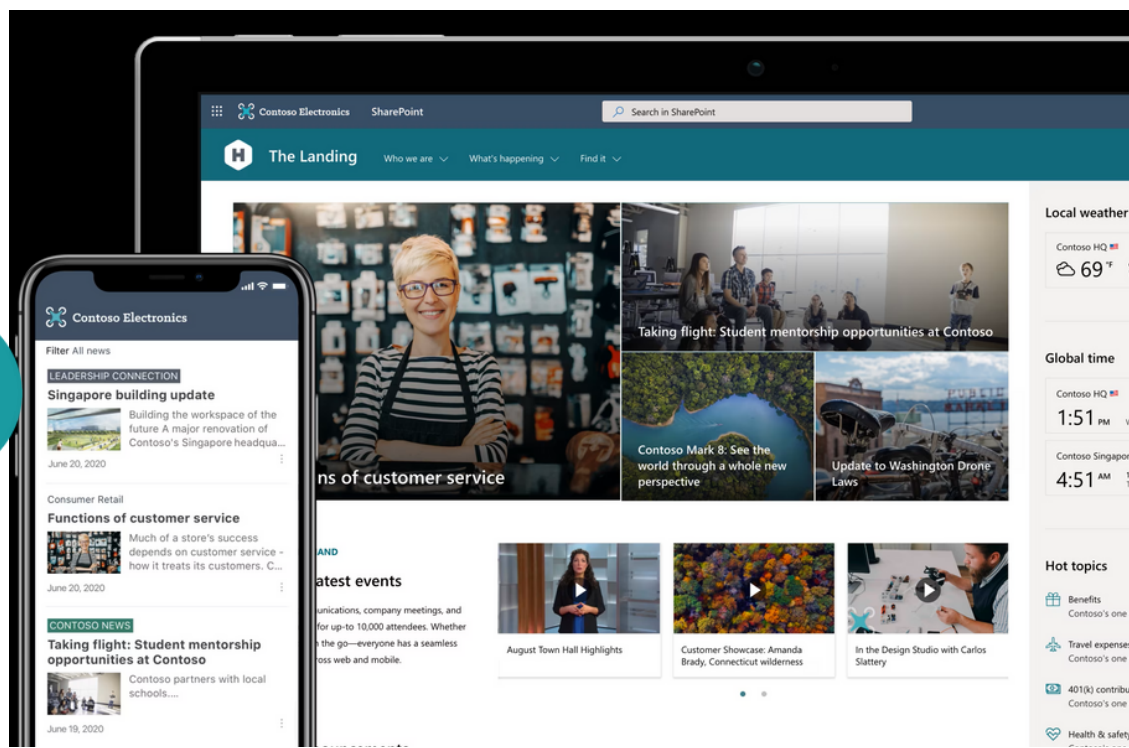 Contoso Electronics
SharePoint
Search in SharePoint
H
The Landing
Who we are
What's happening
Find it
Taking flight: Student mentorship opportunities at Contoso
ns of customer service
Contoso Mark 8: See the
world through a whole new
perspective
PUBLIC
MARKET
Update to Washington Drone
Laws
AND
atest events
unications, company meetings, and
for up-to 10,000 attendees. Whether
the go—everyone has a seamless
oss web and mobile.
August Town Hall Highlights
Customer Showcase: Amanda
Brady, Connecticut wilderness
In the Design Studio with Carlos
Slattery
Local weather
Contoso HQ
69 °F
Global time
Contoso HQ
1:51 PM
Contoso Singapor
4:51 AM
Hot topics
Benefits
Contoso's one
Travel expenses
Contoso's one
401(k) contribu
Contoso's one
Health & safety
Contoso Electronics
Filter All news
LEADERSHIP CONNECTION
Singapore building update
Building the workspace of the
future A major renovation of
Contoso's Singapore headqua...
June 20, 2020
Consumer Retail
Functions of customer service
Much of a store's success
depends on customer service -
how it treats its customers. C...
June 20, 2020
CONTOSO NEWS
Taking flight: Student mentorship
opportunities at Contoso
Contoso partners with local
schools....
June 19, 2020